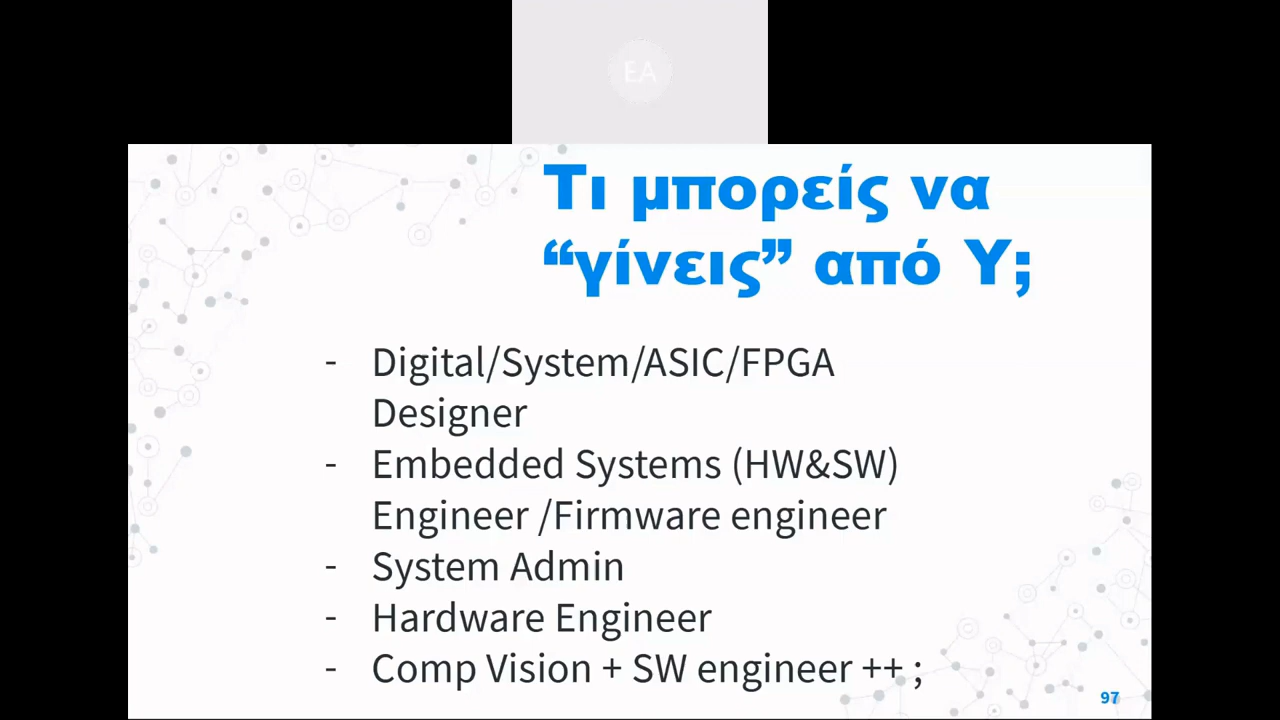 EA
Τι μπορείς να
“γίνεις” από Υ;
- Digital/System/ASIC/FPGA
Designer
- Embedded Systems (HW&SW)
Engineer /Firmware engineer
- System Admin
- Hardware Engineer
- Comp Vision + SW engineer ++ ;
97